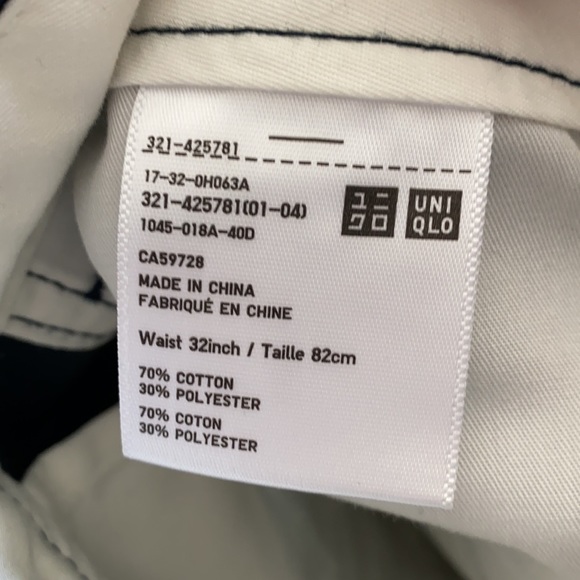 321-425781
17-32-0H063A
321-425781(01-04)
1045-018A-40D
ユニ
クロ
UNI
QLO
CA59728
MADE IN CHINA
FABRIQUÉ EN CHINE
Waist 32inch / Taille 82cm
70% COTTON
30% POLYESTER
70% COTON
30% POLYESTER